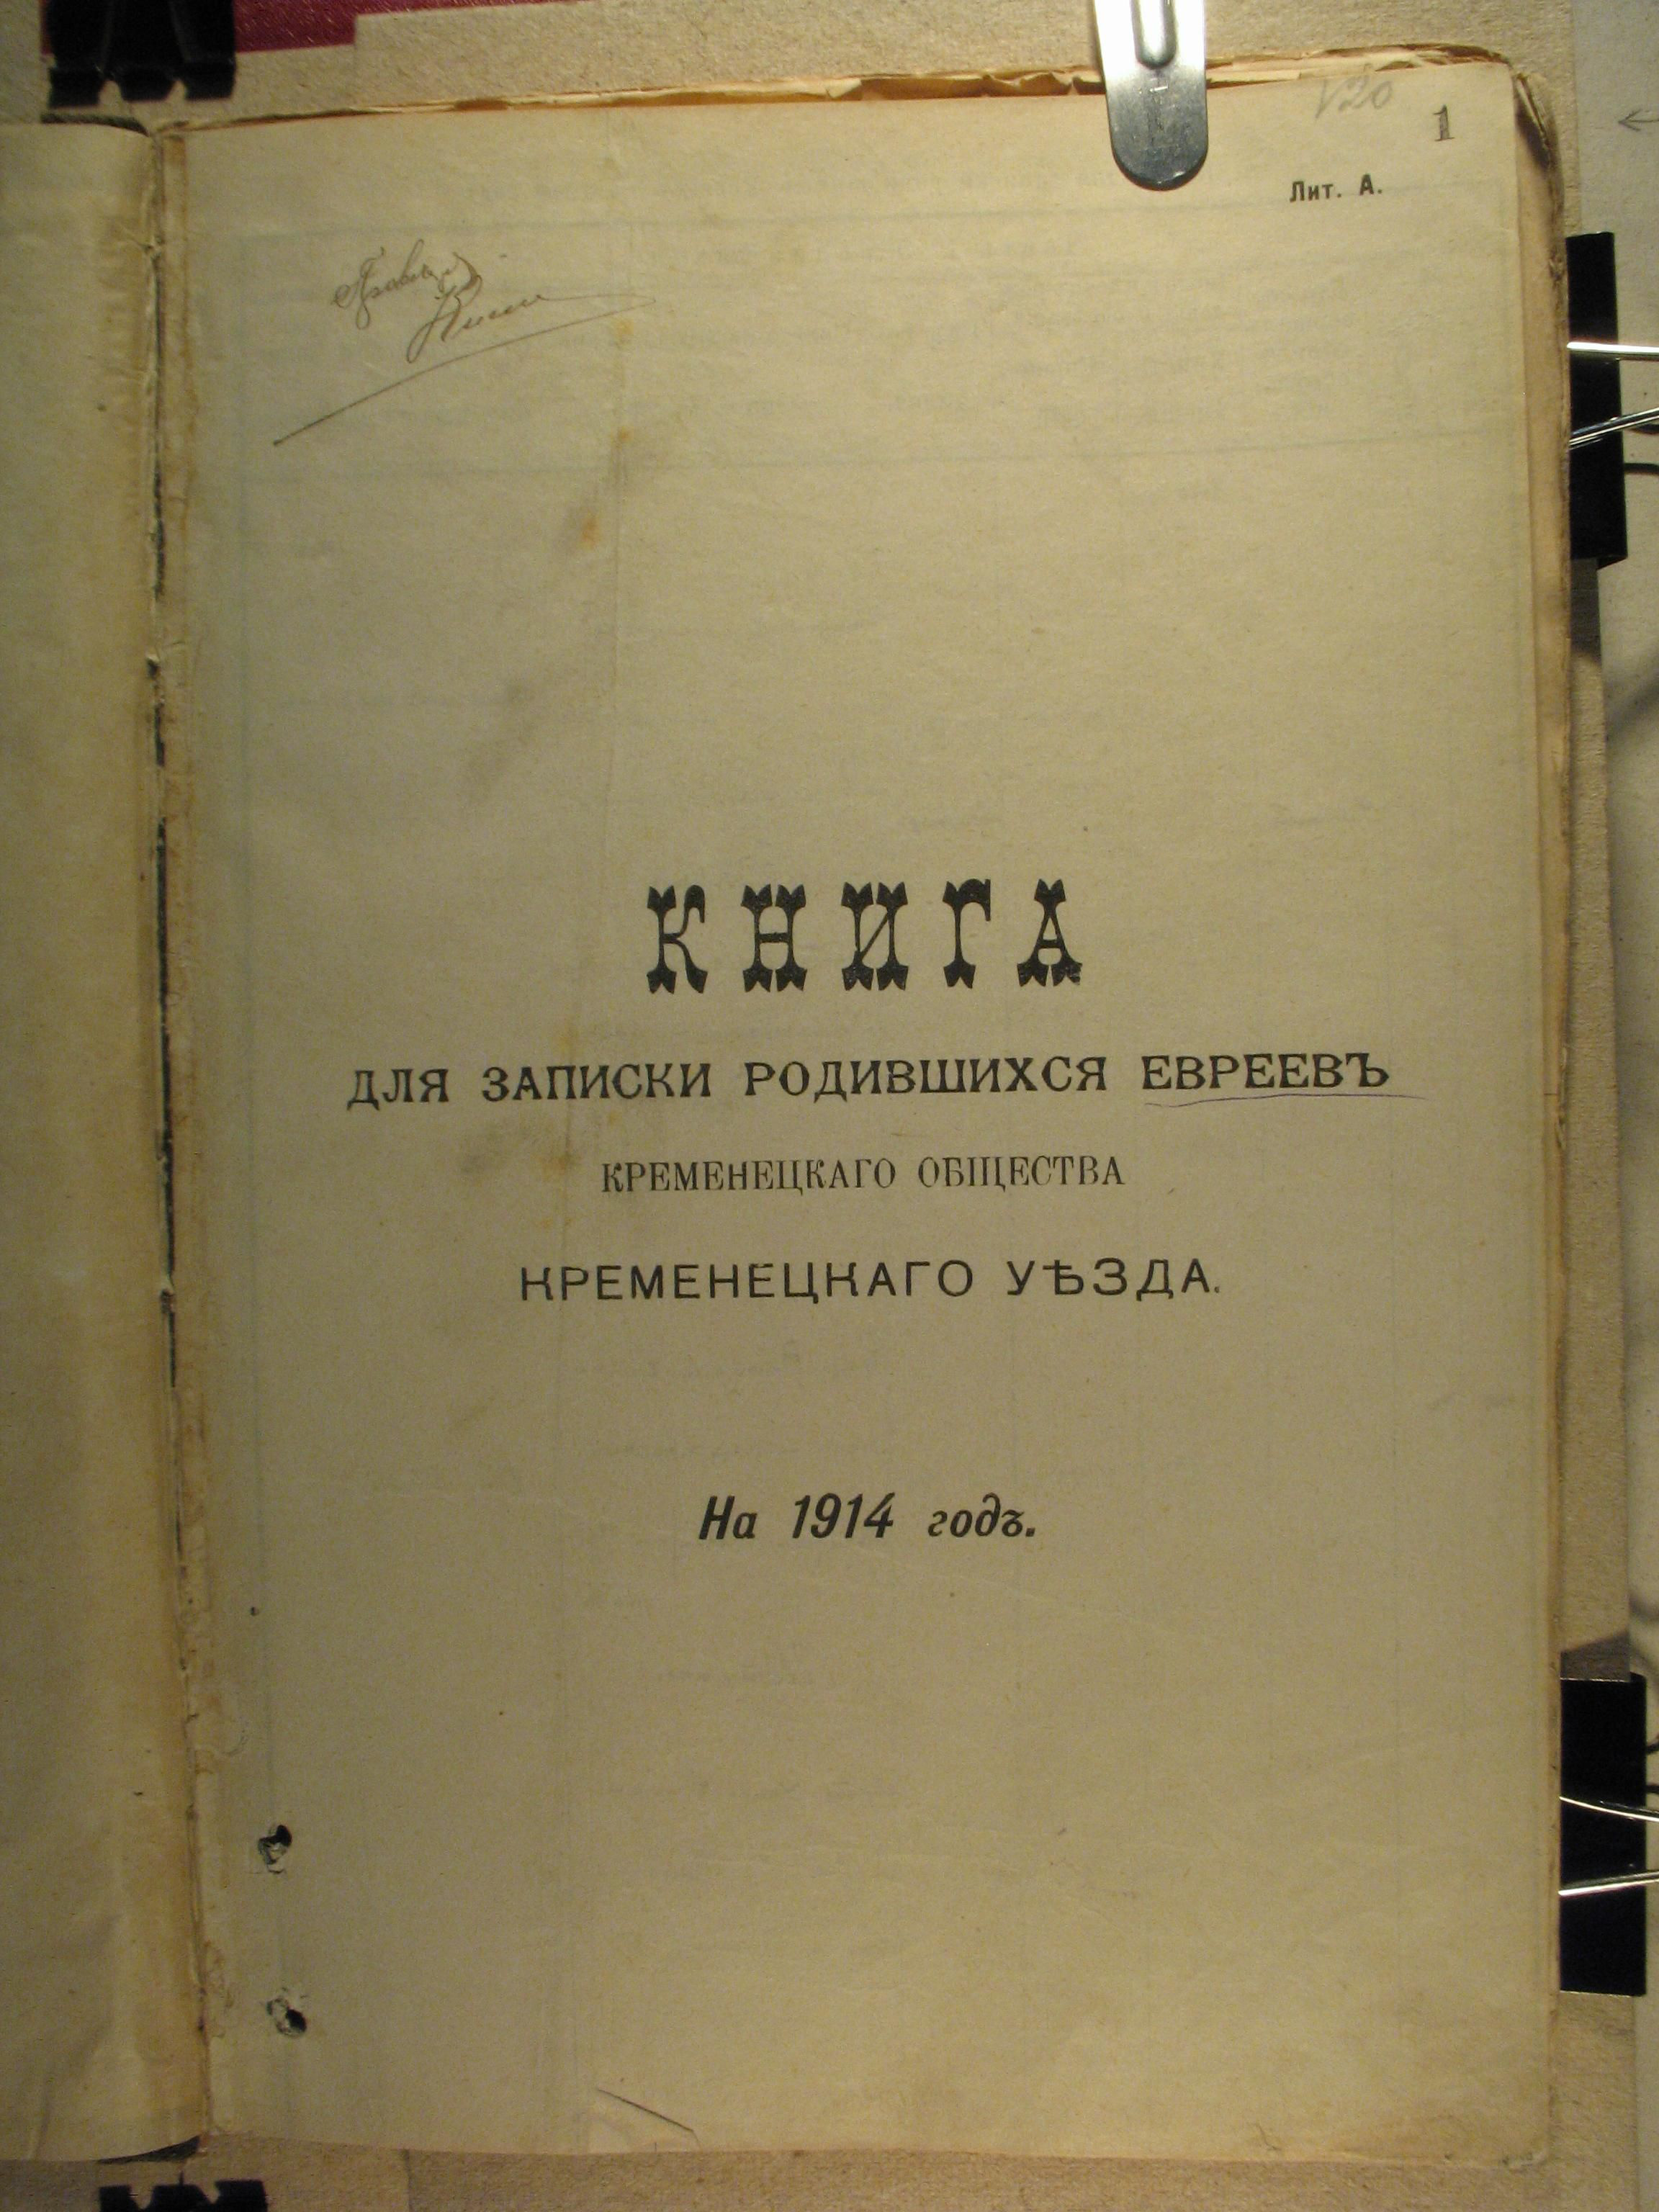 1
Лит. А.
КНИГА
ДЛЯ ЗАПИСКИ РОДИВШИХСЯ ЕВРЕЕВЪ
КРЕМЕНЕЦКАГО ОБЩЕСТВА
КРЕМЕНЕЦКАГО УѢЗДА.
На 1914 годъ.